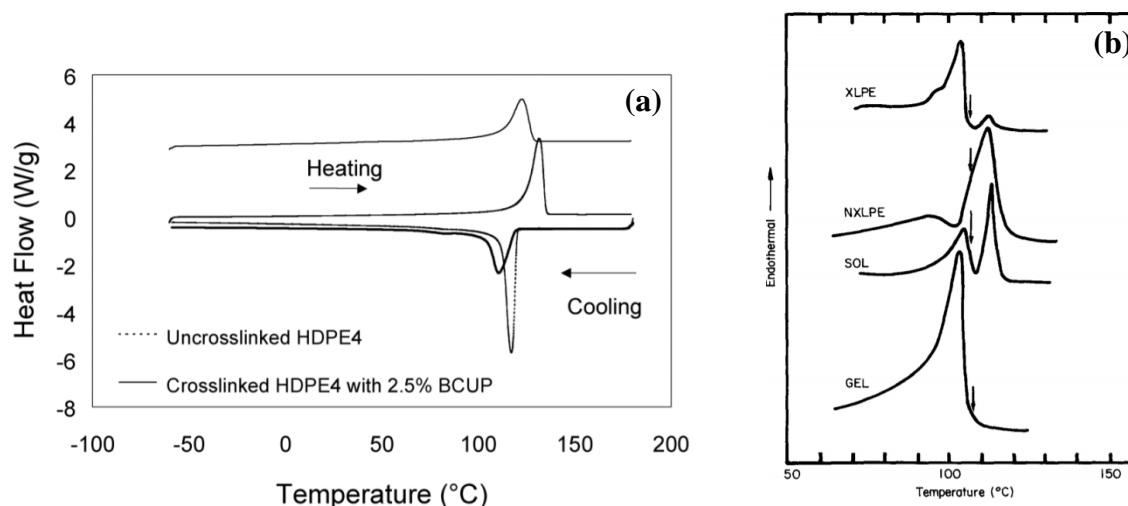 (a)
6
4
2
0
-2
-4
-6
-8
Heat Flow (W/g)
Heating
Cooling
Uncrosslinked HDPE4
Crosslinked HDPE4 with 2.5% BCUP
-100 -50 0 50 100 150 200
Temperature (°C)
(b)
XLPE
NXLPE
SOL
GEL
Endothermal
50 100 150
Temperature (°C)